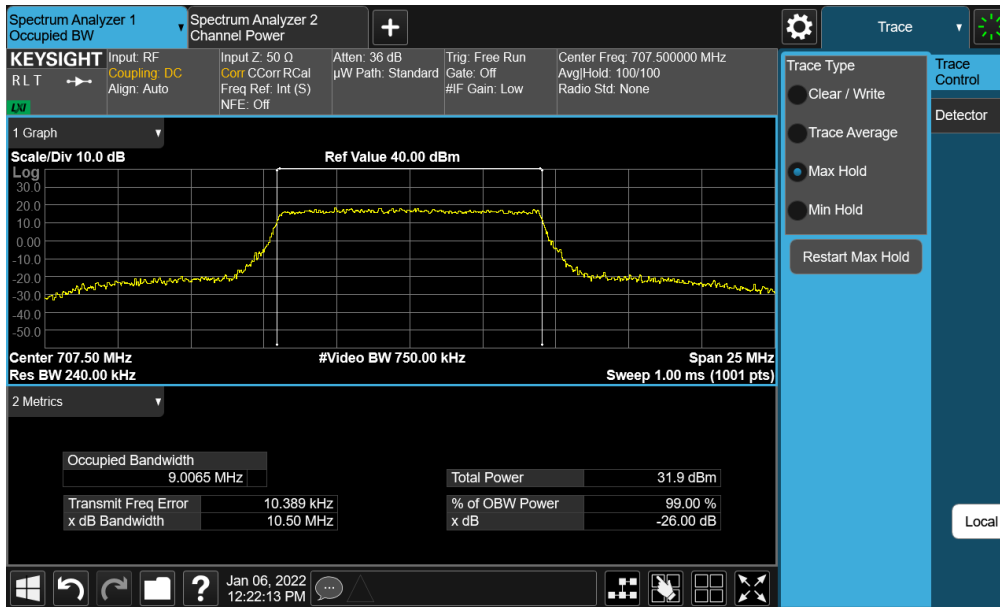 Spectrum Analyzer 1
Occupied BW
Spectrum Analyzer 2
Channel Power
Trace
KEYSIGHT
R L T
LXI
Input: RF
Coupling: DC
Align: Auto
Input Z: 50 Ω
Corr CCorr RCal
Freq Ref: Int (S)
NFE: Off
Atten: 36 dB
µW Path: Standard
Trig: Free Run
Gate: Off
#IF Gain: Low
Center Freq: 707.500000 MHz
Avg|Hold: 100/100
Radio Std: None
Trace Type
Clear / Write
Trace Average
Max Hold
Min Hold
Restart Max Hold
Trace
Control
Detector
Local
1 Graph
Scale/Div 10.0 dB
Ref Value 40.00 dBm
Log
30.0
20.0
10.0
0.00
-10.0
-20.0
-30.0
-40.0
-50.0
Center 707.50 MHz
#Video BW 750.00 kHz
Span 25 MHz
Res BW 240.00 kHz
Sweep 1.00 ms (1001 pts)
2 Metrics
Occupied Bandwidth
9.0065 MHz
Total Power 31.9 dBm
Transmit Freq Error 10.389 kHz
% of OBW Power 99.00 %
x dB Bandwidth 10.50 MHz
x dB -26.00 dB
?
Jan 06, 2022
12:22:13 PM